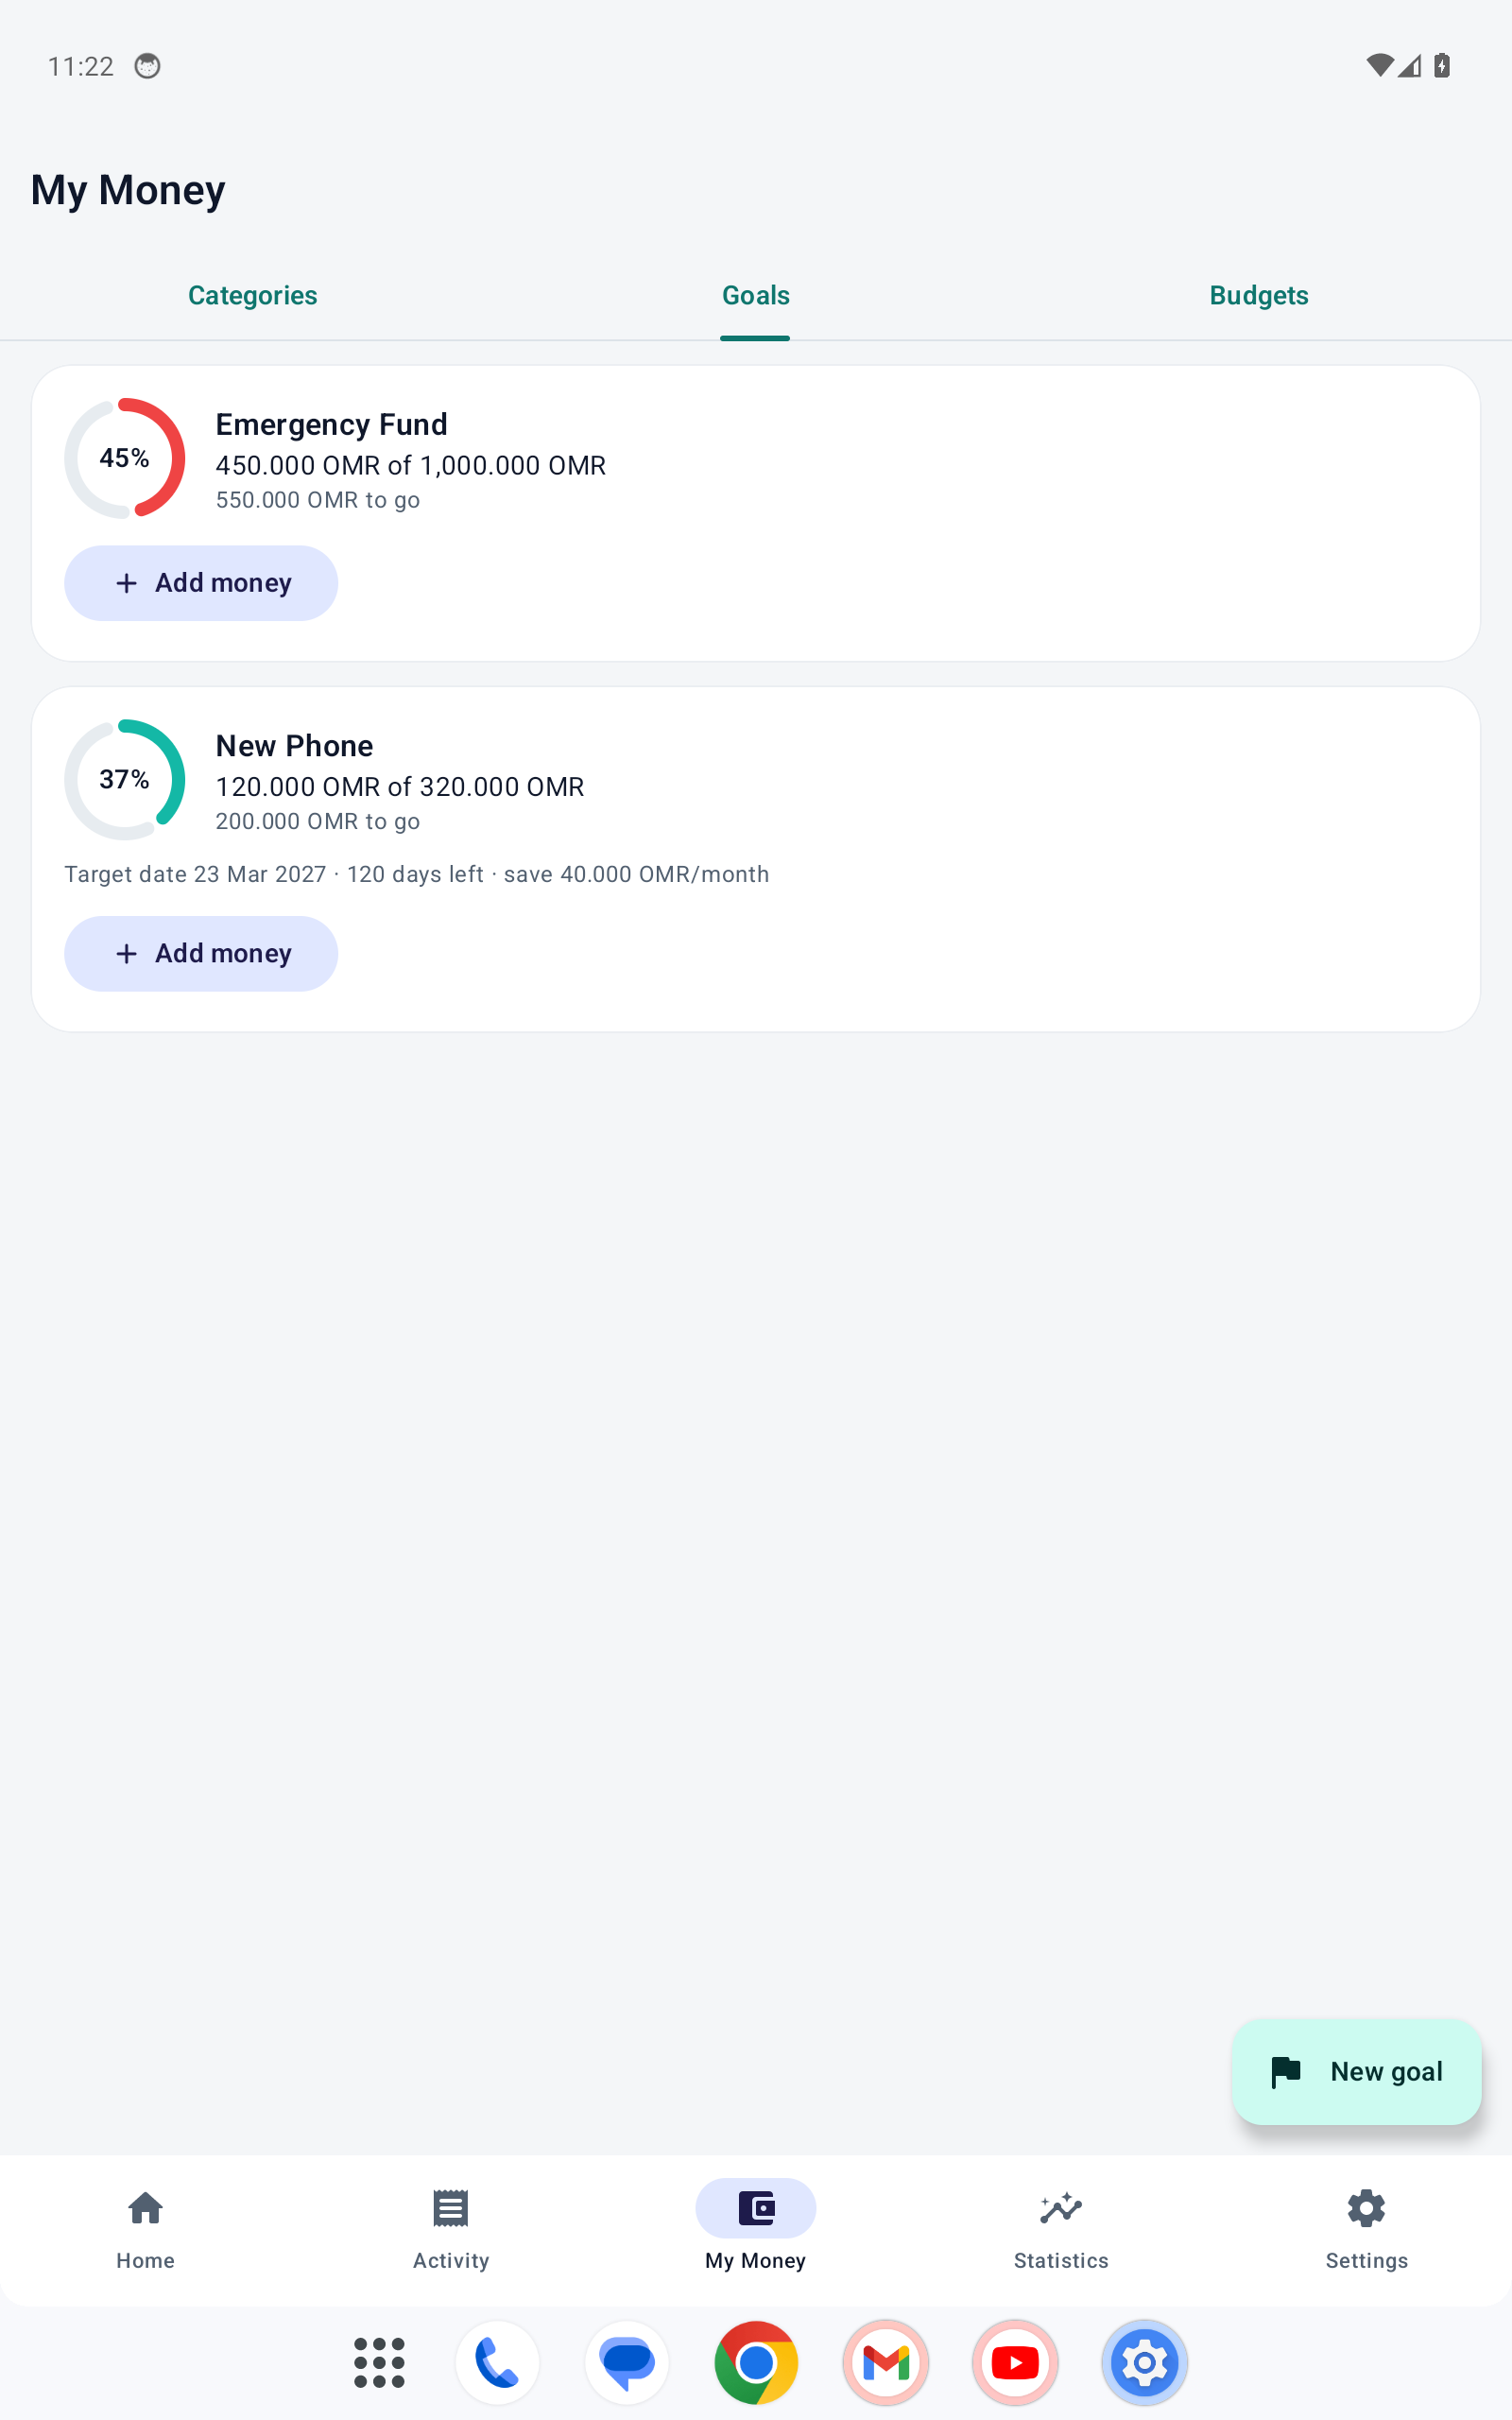 11:22
My Money
Categories
Goals
Budgets
45%
Emergency Fund
450.000 OMR of 1,000.000 OMR
550.000 OMR to go
+ Add money
37%
New Phone
120.000 OMR of 320.000 OMR
200.000 OMR to go
Target date 23 Mar 2027 · 120 days left · save 40.000 OMR/month
+ Add money
New goal
Home
Activity
My Money
Statistics
Settings